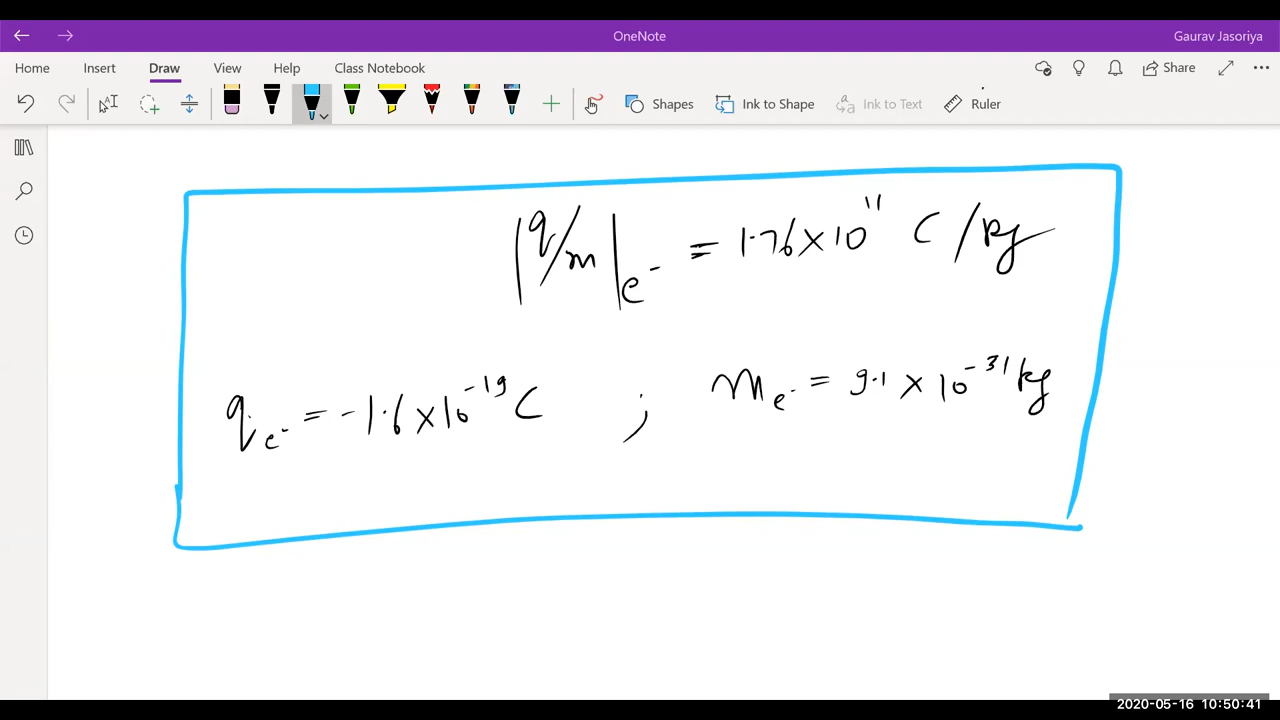 OneNote
Gaurav Jasoriya
Home Insert Draw View Help Class Notebook Share
Shapes Ink to Shape Ink to Text Ruler
|q/m|e⁻ = 1.76×10¹¹ C/kg
qe⁻ = -1.6×10⁻¹⁹ C ; me⁻ = 9.1 × 10⁻³¹ kg
2020-05-16 10:50:41